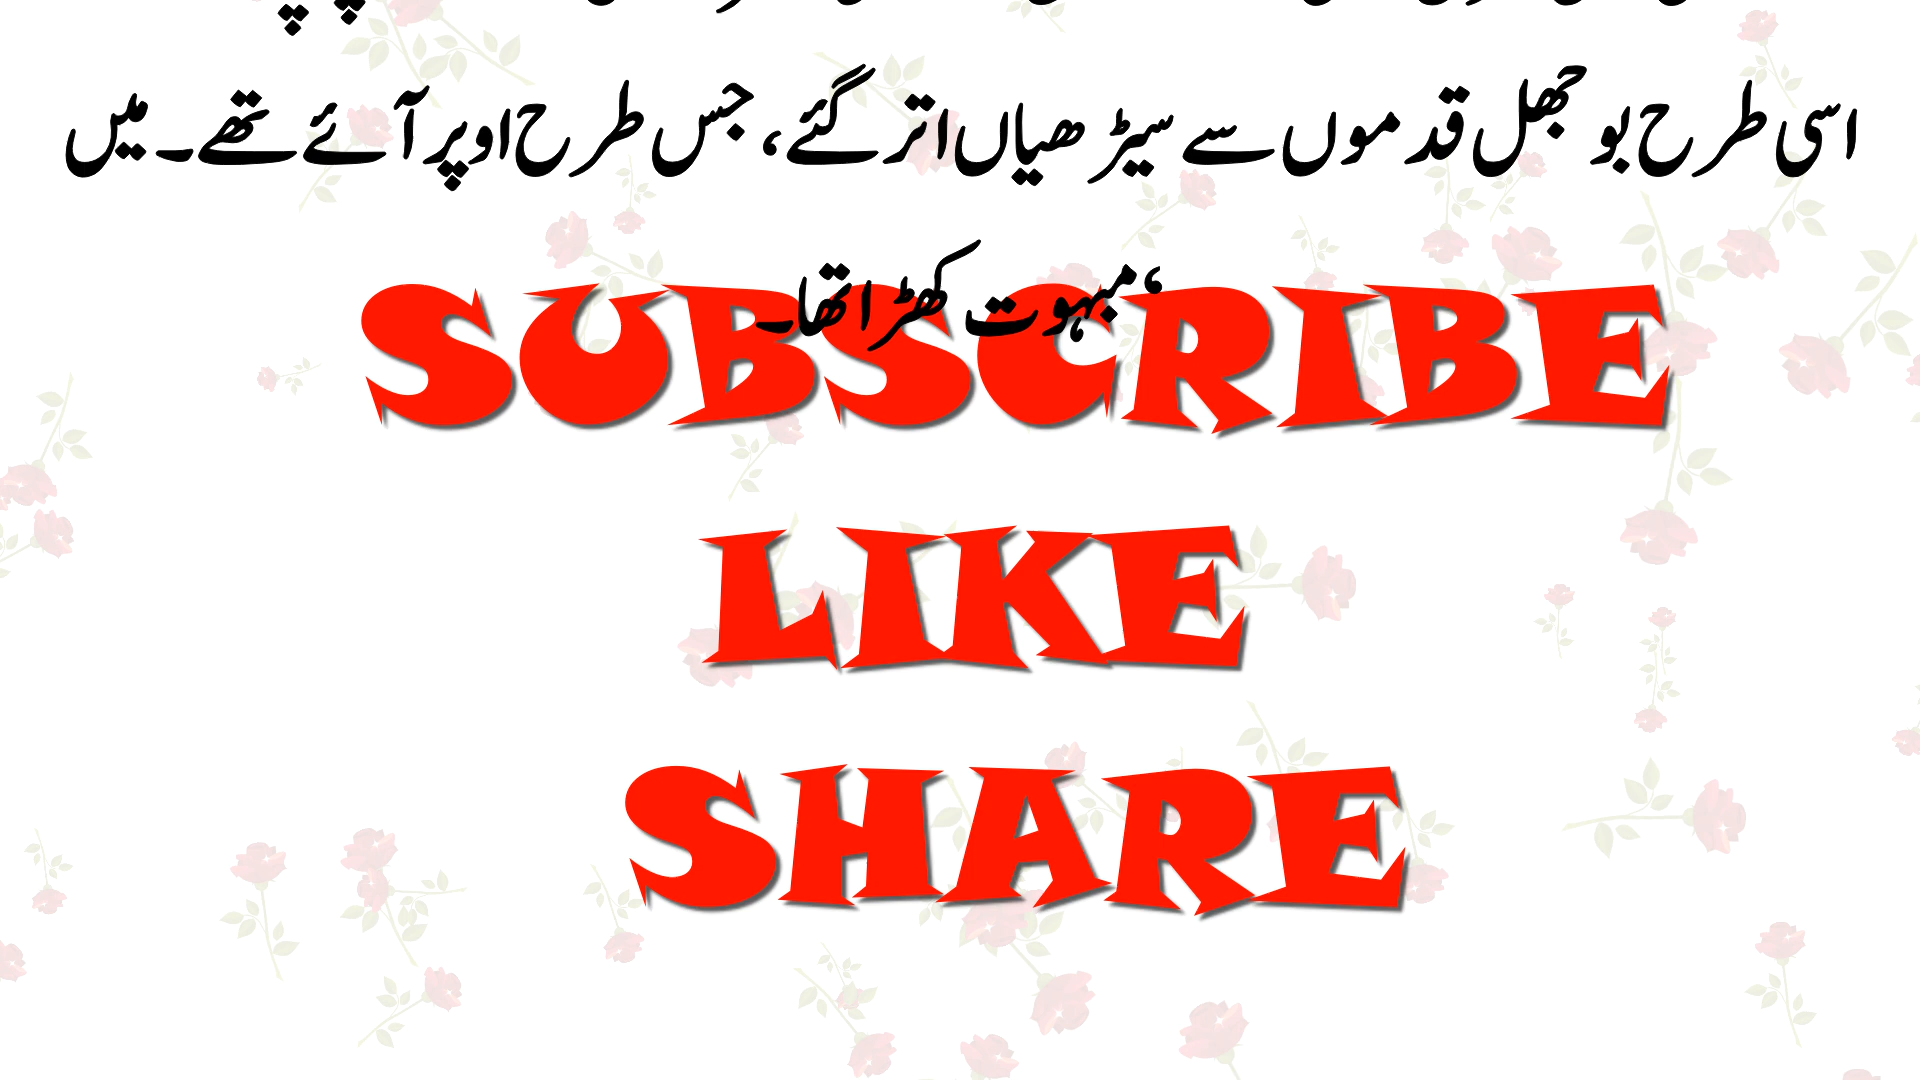 اسی طرح بوجھل قدموں سے سیڑھیاں اتر گئے، جس طرح اوپر آئے تھے۔ میں
مبہوت کھڑا تھا۔‘
SUBSCRIBE
LIKE
SHARE